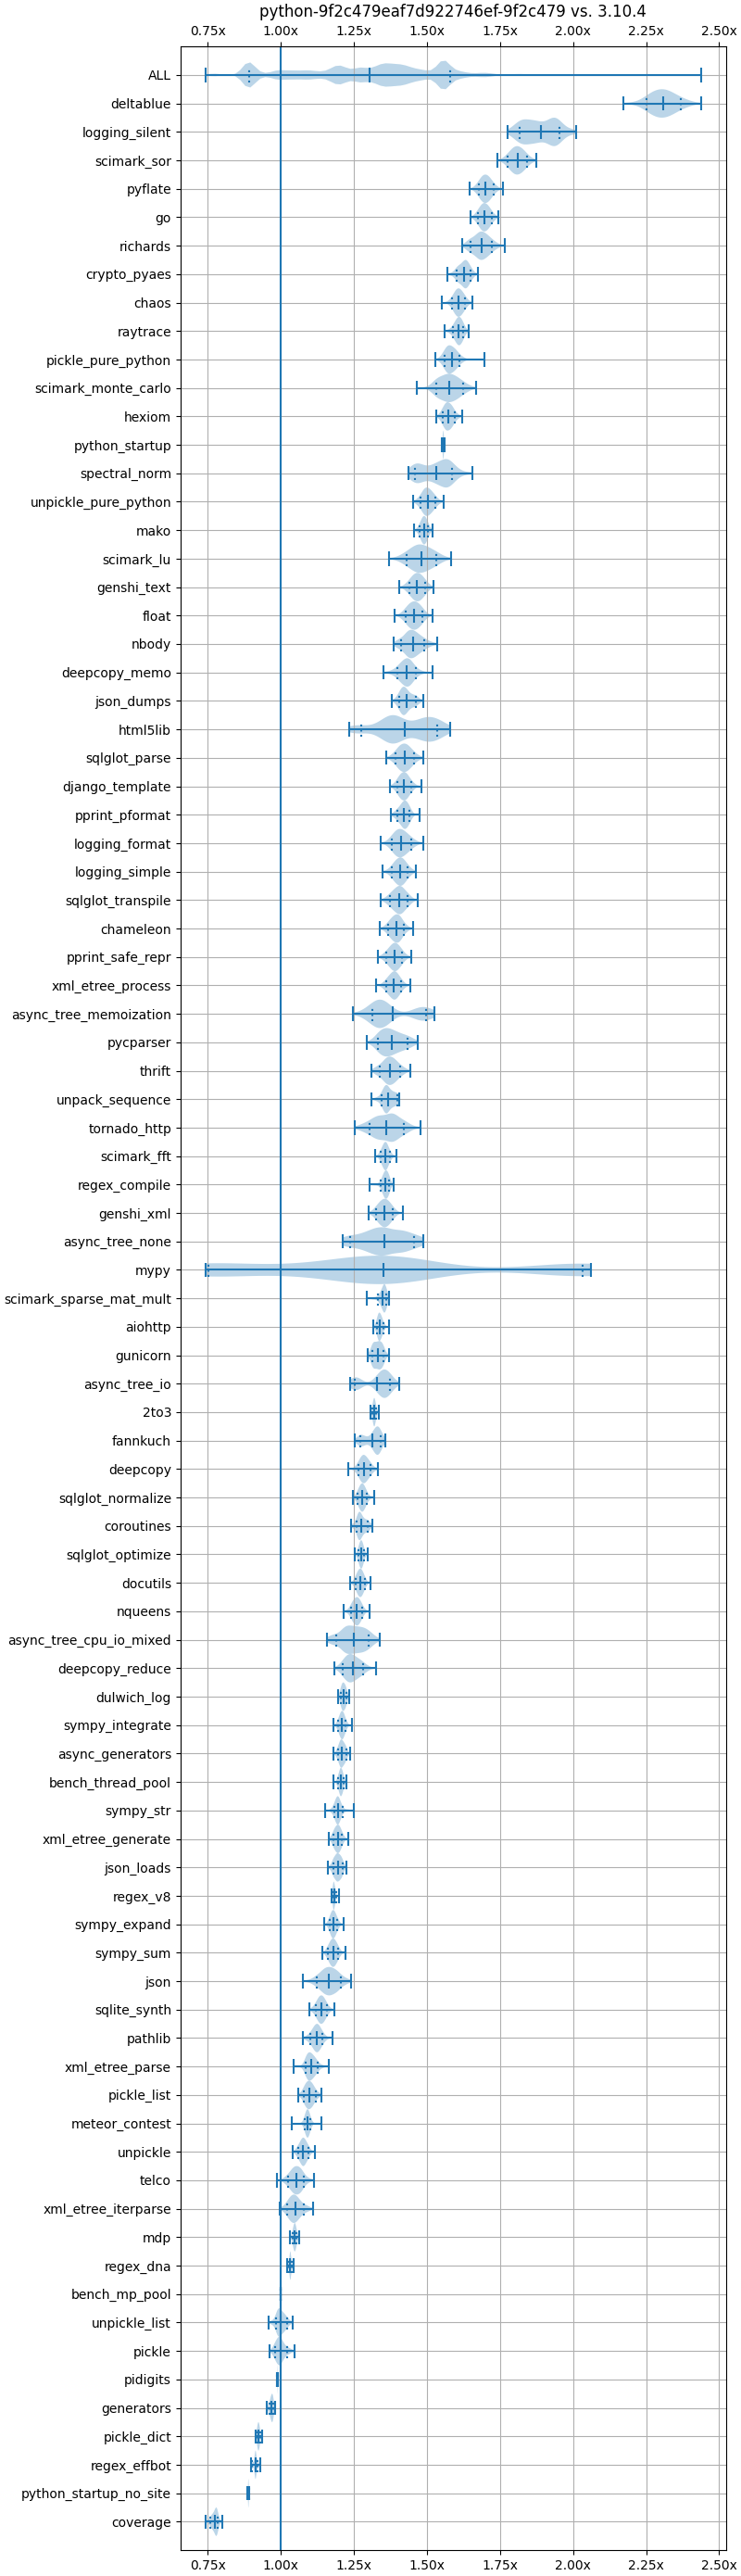 python-9f2c479eaf7d922746ef-9f2c479 vs. 3.10.4
0.75x 1.00x 1.25x 1.50x 1.75x 2.00x 2.25x 2.50x
ALL
deltablue
logging_silent
scimark_sor
pyflate
go
richards
crypto_pyaes
chaos
raytrace
pickle_pure_python
scimark_monte_carlo
hexiom
python_startup
spectral_norm
unpickle_pure_python
mako
scimark_lu
genshi_text
float
nbody
deepcopy_memo
json_dumps
html5lib
sqlglot_parse
django_template
pprint_pformat
logging_format
logging_simple
sqlglot_transpile
chameleon
pprint_safe_repr
xml_etree_process
async_tree_memoization
pycparser
thrift
unpack_sequence
tornado_http
scimark_fft
regex_compile
genshi_xml
async_tree_none
mypy
scimark_sparse_mat_mult
aiohttp
gunicorn
async_tree_io
2to3
fannkuch
deepcopy
sqlglot_normalize
coroutines
sqlglot_optimize
docutils
nqueens
async_tree_cpu_io_mixed
deepcopy_reduce
dulwich_log
sympy_integrate
async_generators
bench_thread_pool
sympy_str
xml_etree_generate
json_loads
regex_v8
sympy_expand
sympy_sum
json
sqlite_synth
pathlib
xml_etree_parse
pickle_list
meteor_contest
unpickle
telco
xml_etree_iterparse
mdp
regex_dna
bench_mp_pool
unpickle_list
pickle
pidigits
generators
pickle_dict
regex_effbot
python_startup_no_site
coverage
0.75x 1.00x 1.25x 1.50x 1.75x 2.00x 2.25x 2.50x